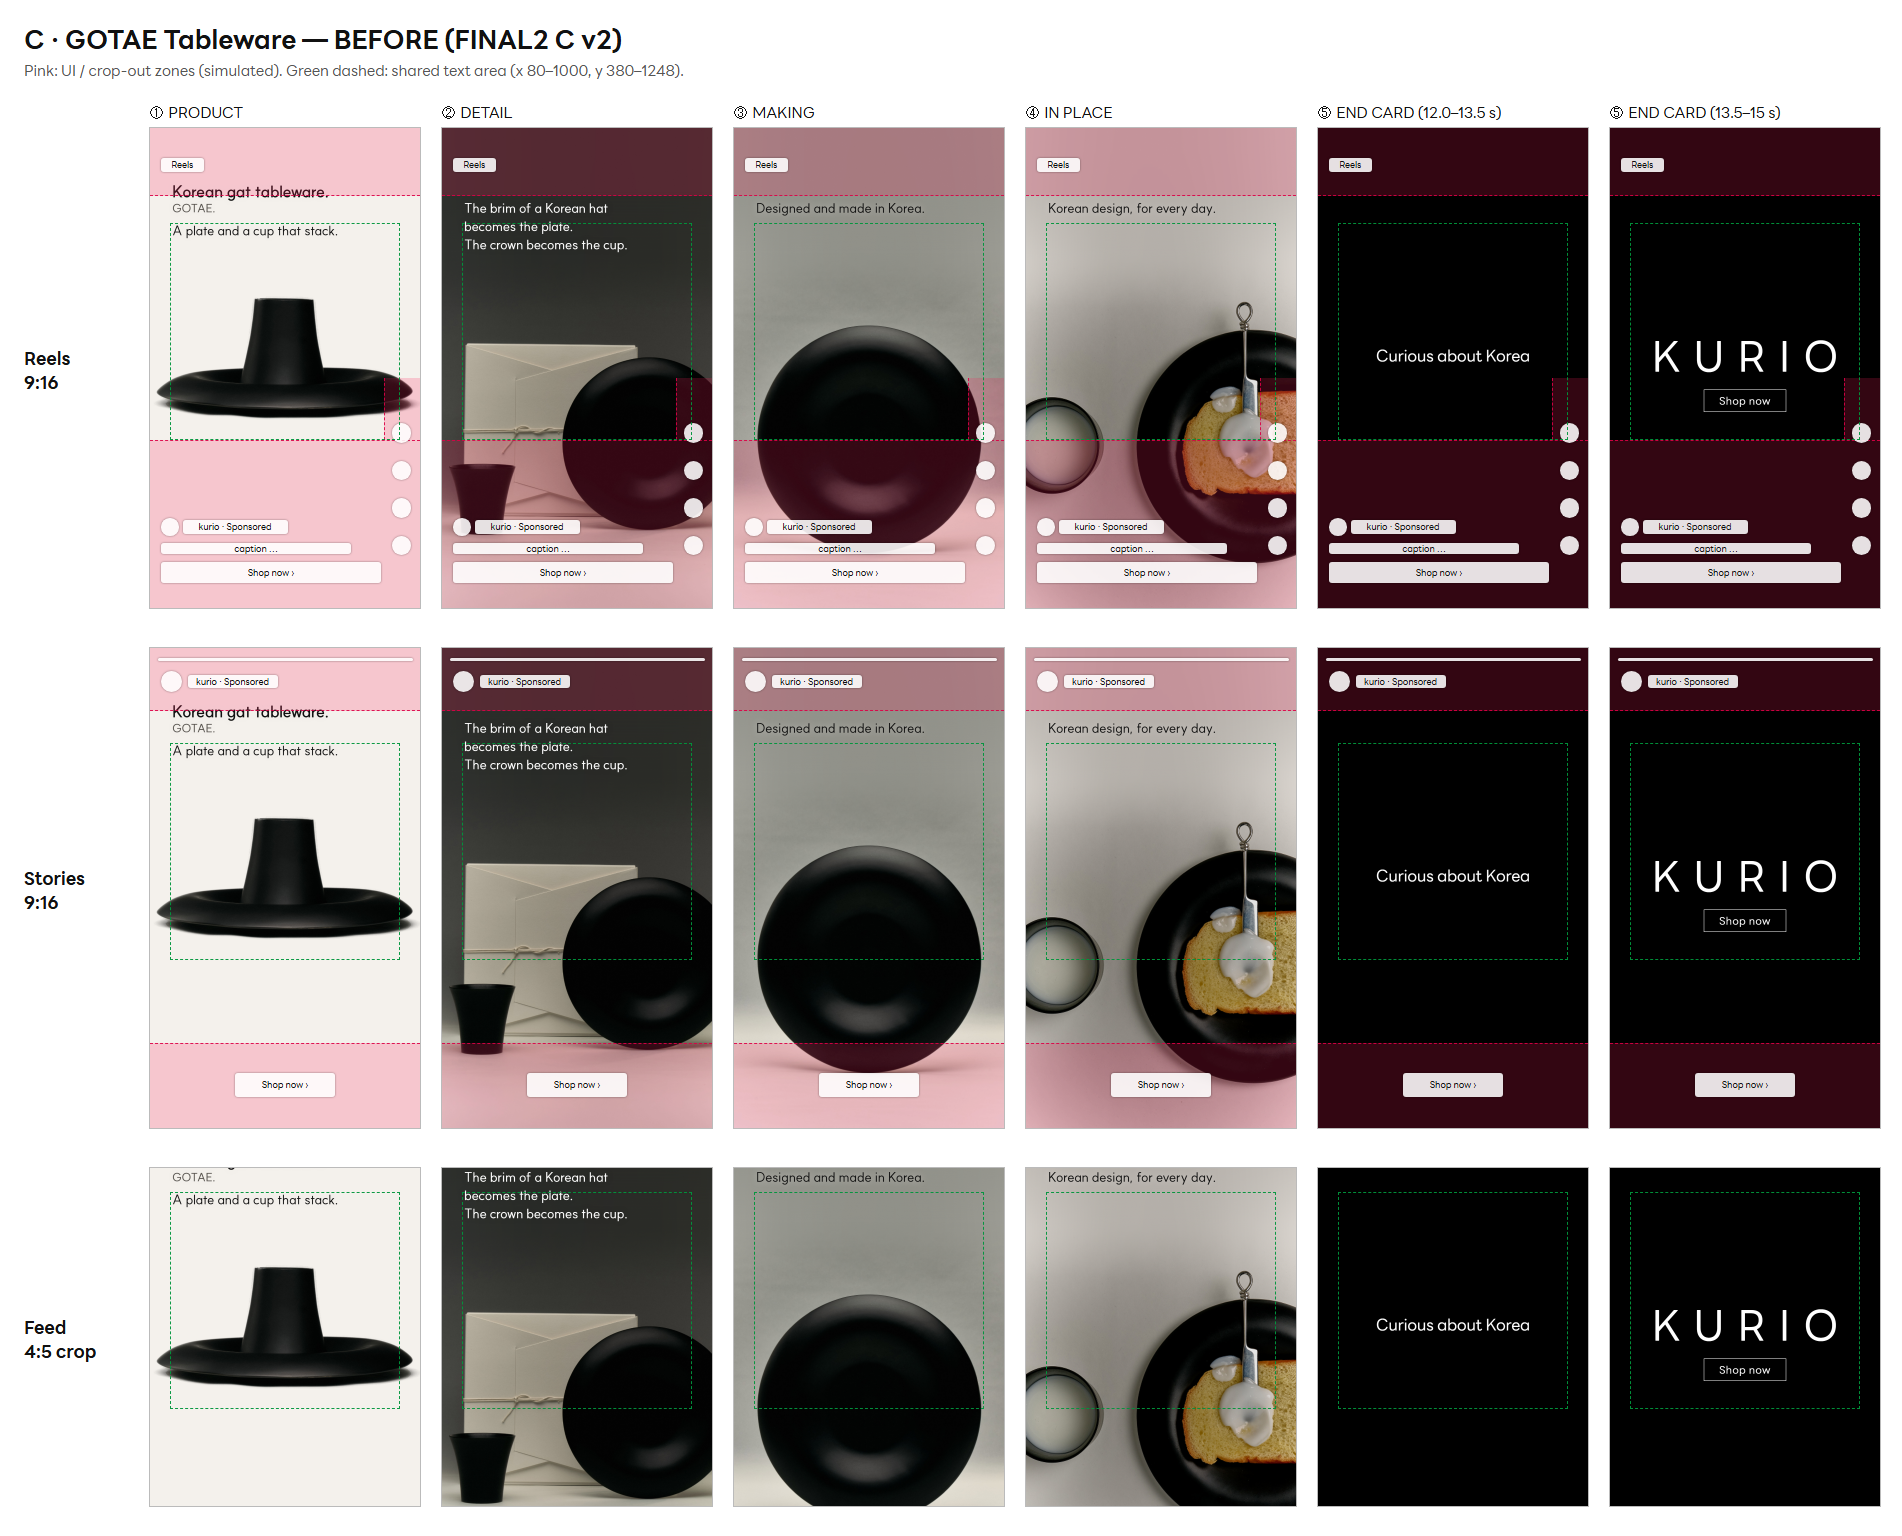 C · GOTAE Tableware — BEFORE (FINAL2 C v2)
Pink: UI / crop-out zones (simulated). Green dashed: shared text area (x 80–1000, y 380–1248).
① PRODUCT
② DETAIL
③ MAKING
④ IN PLACE
⑤ END CARD (12.0–13.5 s)
⑤ END CARD (13.5–15 s)
Reels
9:16
Reels
Korean gat tableware.
GOTAE.
A plate and a cup that stack.
kurio · Sponsored
caption ...
Shop now ›
Reels
The brim of a Korean hat
becomes the plate.
The crown becomes the cup.
kurio · Sponsored
caption ...
Shop now ›
Reels
Designed and made in Korea.
kurio · Sponsored
caption ...
Shop now ›
Reels
Korean design, for every day.
kurio · Sponsored
caption ...
Shop now ›
Reels
Curious about Korea
kurio · Sponsored
caption ...
Shop now ›
Reels
KURIO
Shop now
kurio · Sponsored
caption ...
Shop now ›
Stories
9:16
kurio · Sponsored
Korean gat tableware.
GOTAE.
A plate and a cup that stack.
Shop now ›
kurio · Sponsored
The brim of a Korean hat
becomes the plate.
The crown becomes the cup.
Shop now ›
kurio · Sponsored
Designed and made in Korea.
Shop now ›
kurio · Sponsored
Korean design, for every day.
Shop now ›
kurio · Sponsored
Curious about Korea
Shop now ›
kurio · Sponsored
KURIO
Shop now
Shop now ›
Feed
4:5 crop
GOTAE.
A plate and a cup that stack.
The brim of a Korean hat
becomes the plate.
The crown becomes the cup.
Designed and made in Korea.
Korean design, for every day.
Curious about Korea
KURIO
Shop now